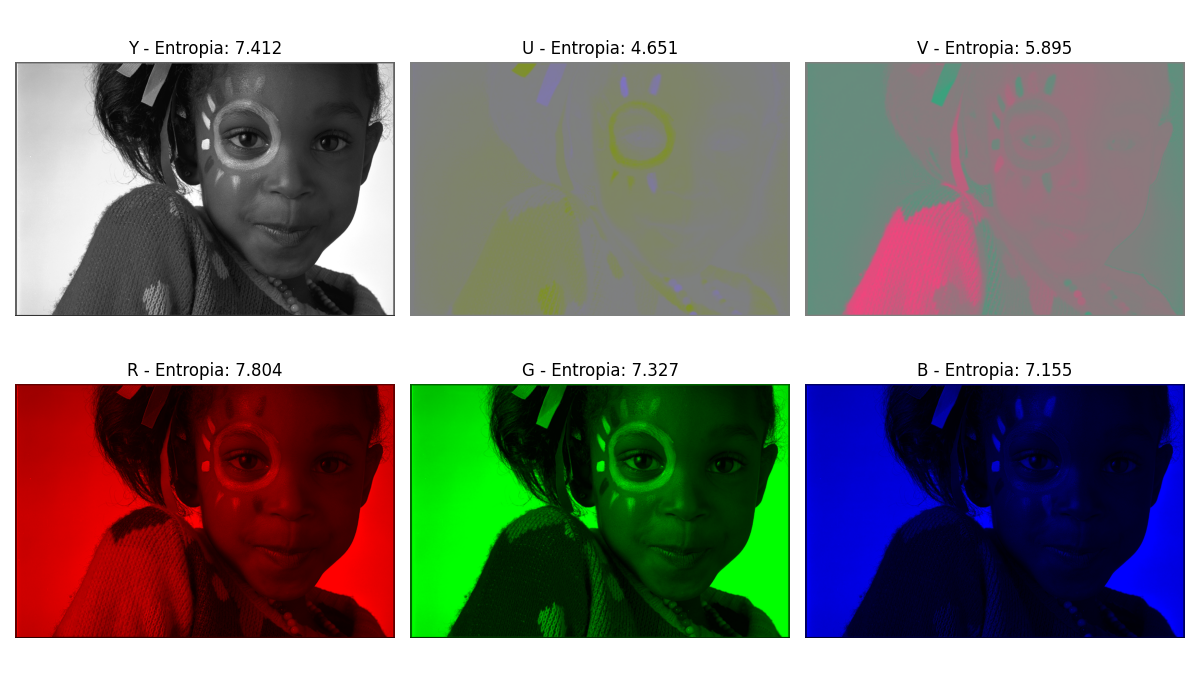 Y - Entropia: 7.412
U - Entropia: 4.651
V - Entropia: 5.895
R - Entropia: 7.804
G - Entropia: 7.327
B - Entropia: 7.155